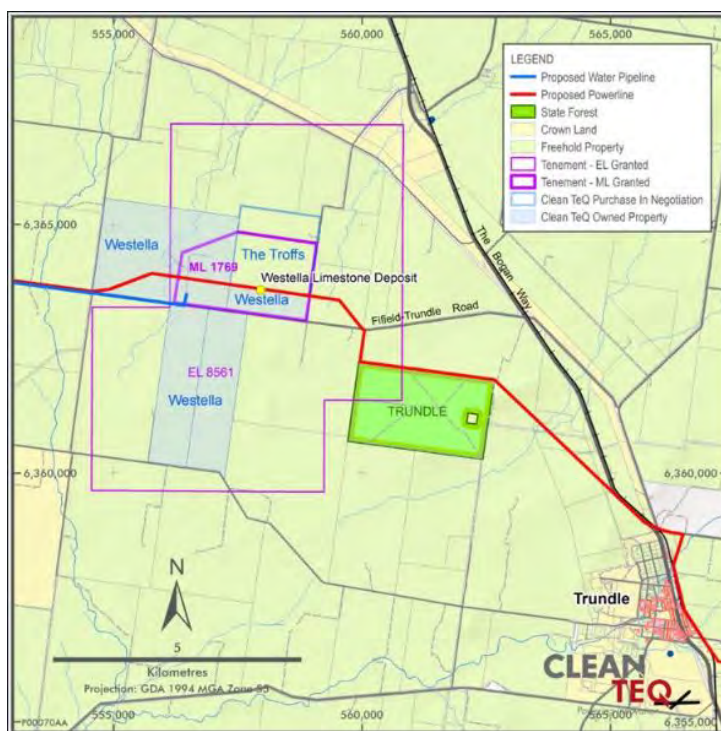 555,000
560,000
565,000
LEGEND
Proposed Water Pipeline
Proposed Powerline
State Forest
Crown Land
Freehold Property
Tenement - EL Granted
Tenement - ML Granted
Clean TeQ Purchase In Negotiation
Clean TeQ Owned Property
6,365,000
Westella
The Troffs
ML 1769
Westella Limestone Deposit
Westella
The Bogan Way
Fifield-Trundle Road
EL 8561
Westella
TRUNDLE
6,360,000
6,360,000
N
Trundle
5
Kilometres
Projection: GDA 1994 MGA Zone 55
CLEAN
TEQ
P00070AA
555,000
560,000
565,000
6,355,000